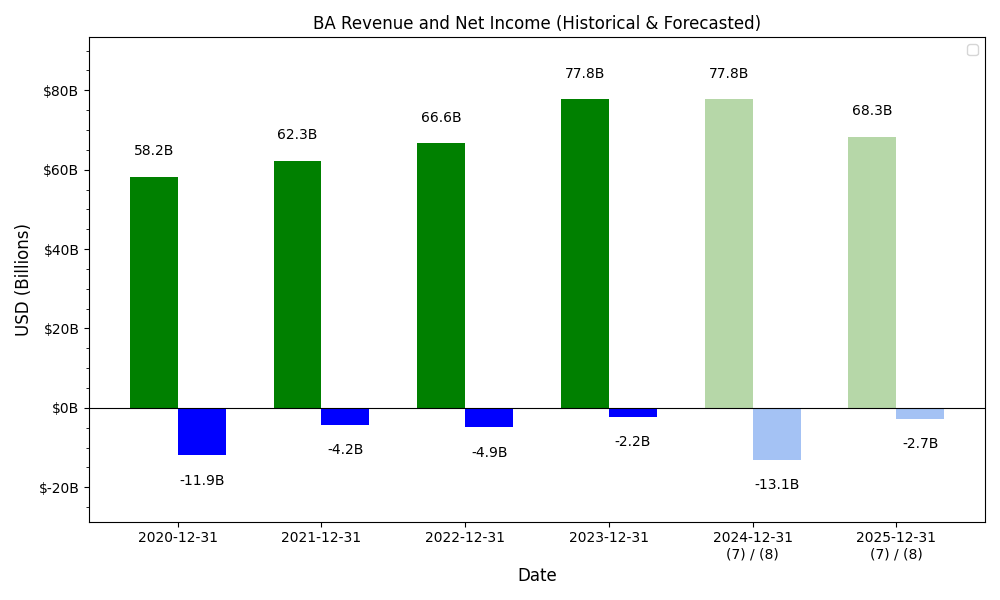 BA Revenue and Net Income (Historical & Forecasted)
77.8B
77.8B
68.3B
66.6B
62.3B
58.2B
$80B
$60B
$40B
$20B
$0B
$-20B
USD (Billions)
-11.9B
-4.2B
-4.9B
-2.2B
-13.1B
-2.7B
2020-12-31
2021-12-31
2022-12-31
2023-12-31
2024-12-31
(7) / (8)
2025-12-31
(7) / (8)
Date